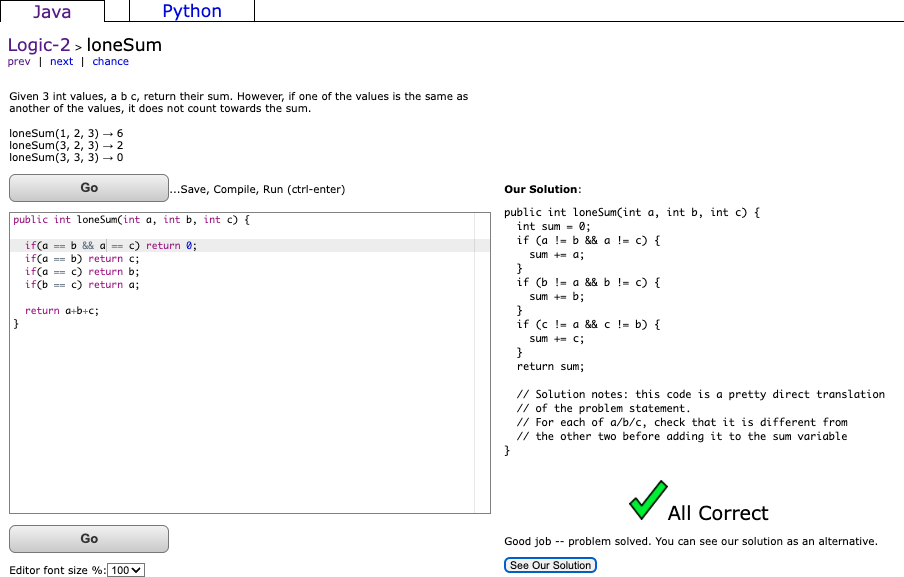 Java
Python
Logic-2 > loneSum
prev | next | chance
Given 3 int values, a b c, return their sum. However, if one of the values is the same as
another of the values, it does not count towards the sum.
loneSum(1, 2, 3) → 6
loneSum(3, 2, 3) → 2
loneSum(3, 3, 3) → 0
Go
...Save, Compile, Run (ctrl-enter)
public int loneSum(int a, int b, int c) {
  if(a == b && a == c) return 0;
  if(a == b) return c;
  if(a == c) return b;
  if(b == c) return a;
  return a+b+c;
}
Go
Editor font size %: 100
Our Solution:
public int loneSum(int a, int b, int c) {
  int sum = 0;
  if (a != b && a != c) {
    sum += a;
  }
  if (b != a && b != c) {
    sum += b;
  }
  if (c != a && c != b) {
    sum += c;
  }
  return sum;
  // Solution notes: this code is a pretty direct translation
  // of the problem statement.
  // For each of a/b/c, check that it is different from
  // the other two before adding it to the sum variable
}
All Correct
Good job -- problem solved. You can see our solution as an alternative.
See Our Solution